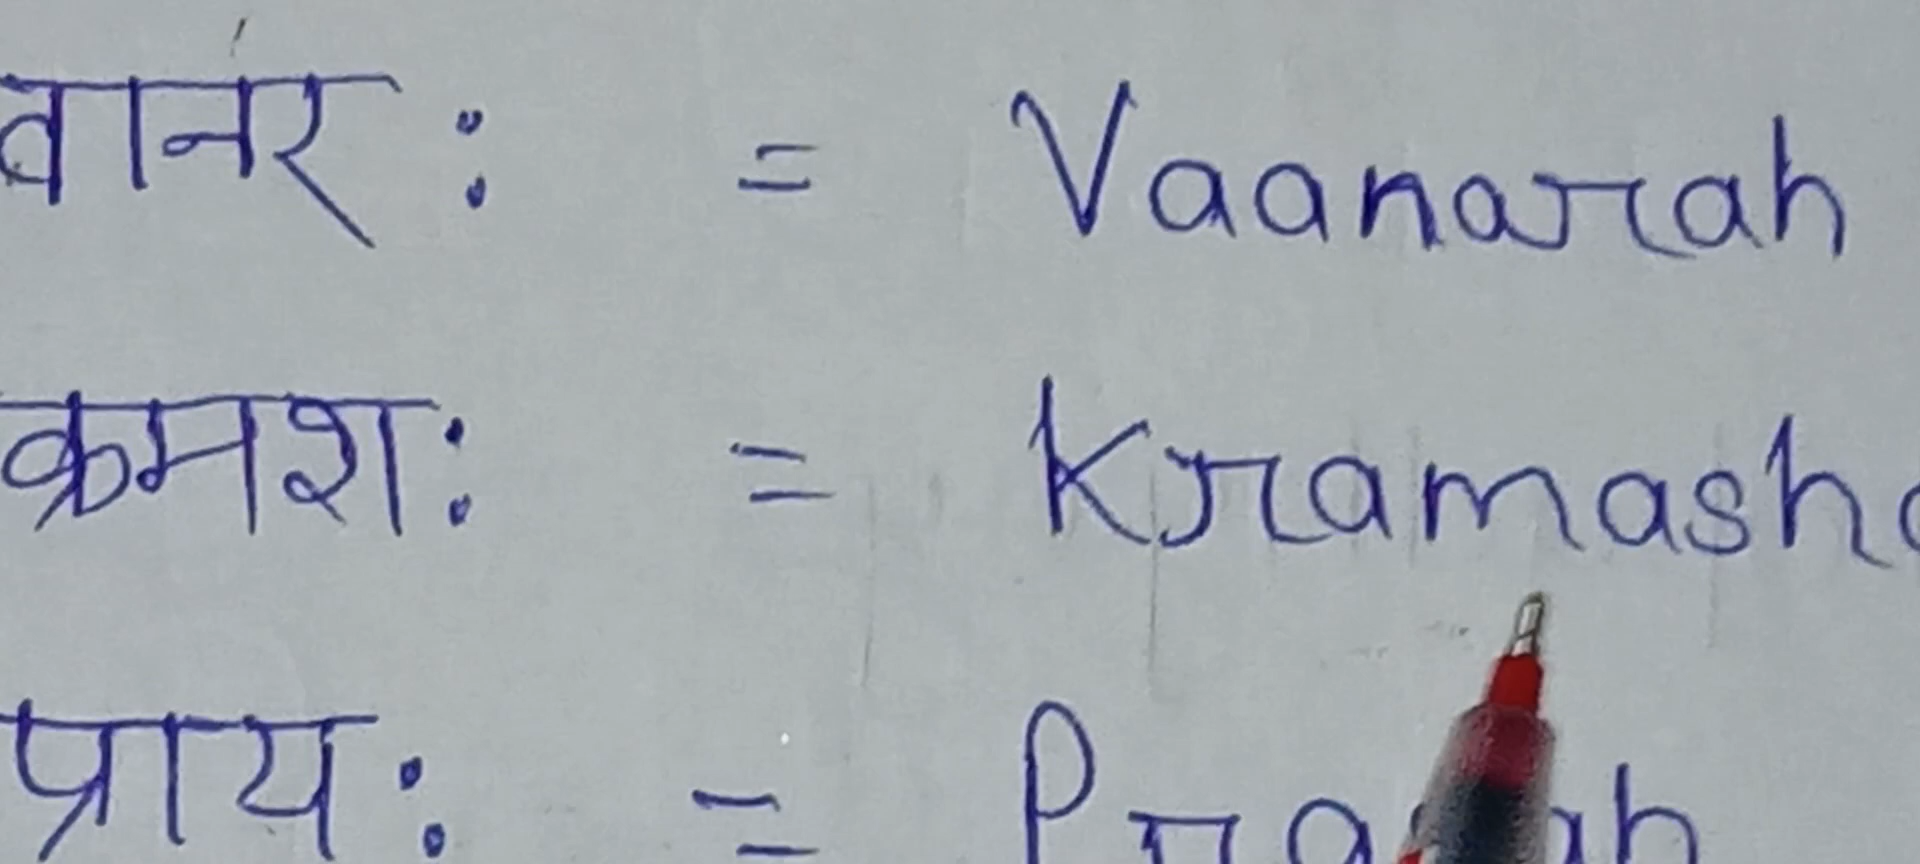 वानर: = Vaanarah
क्रमश: = Kramash
प्राय: =